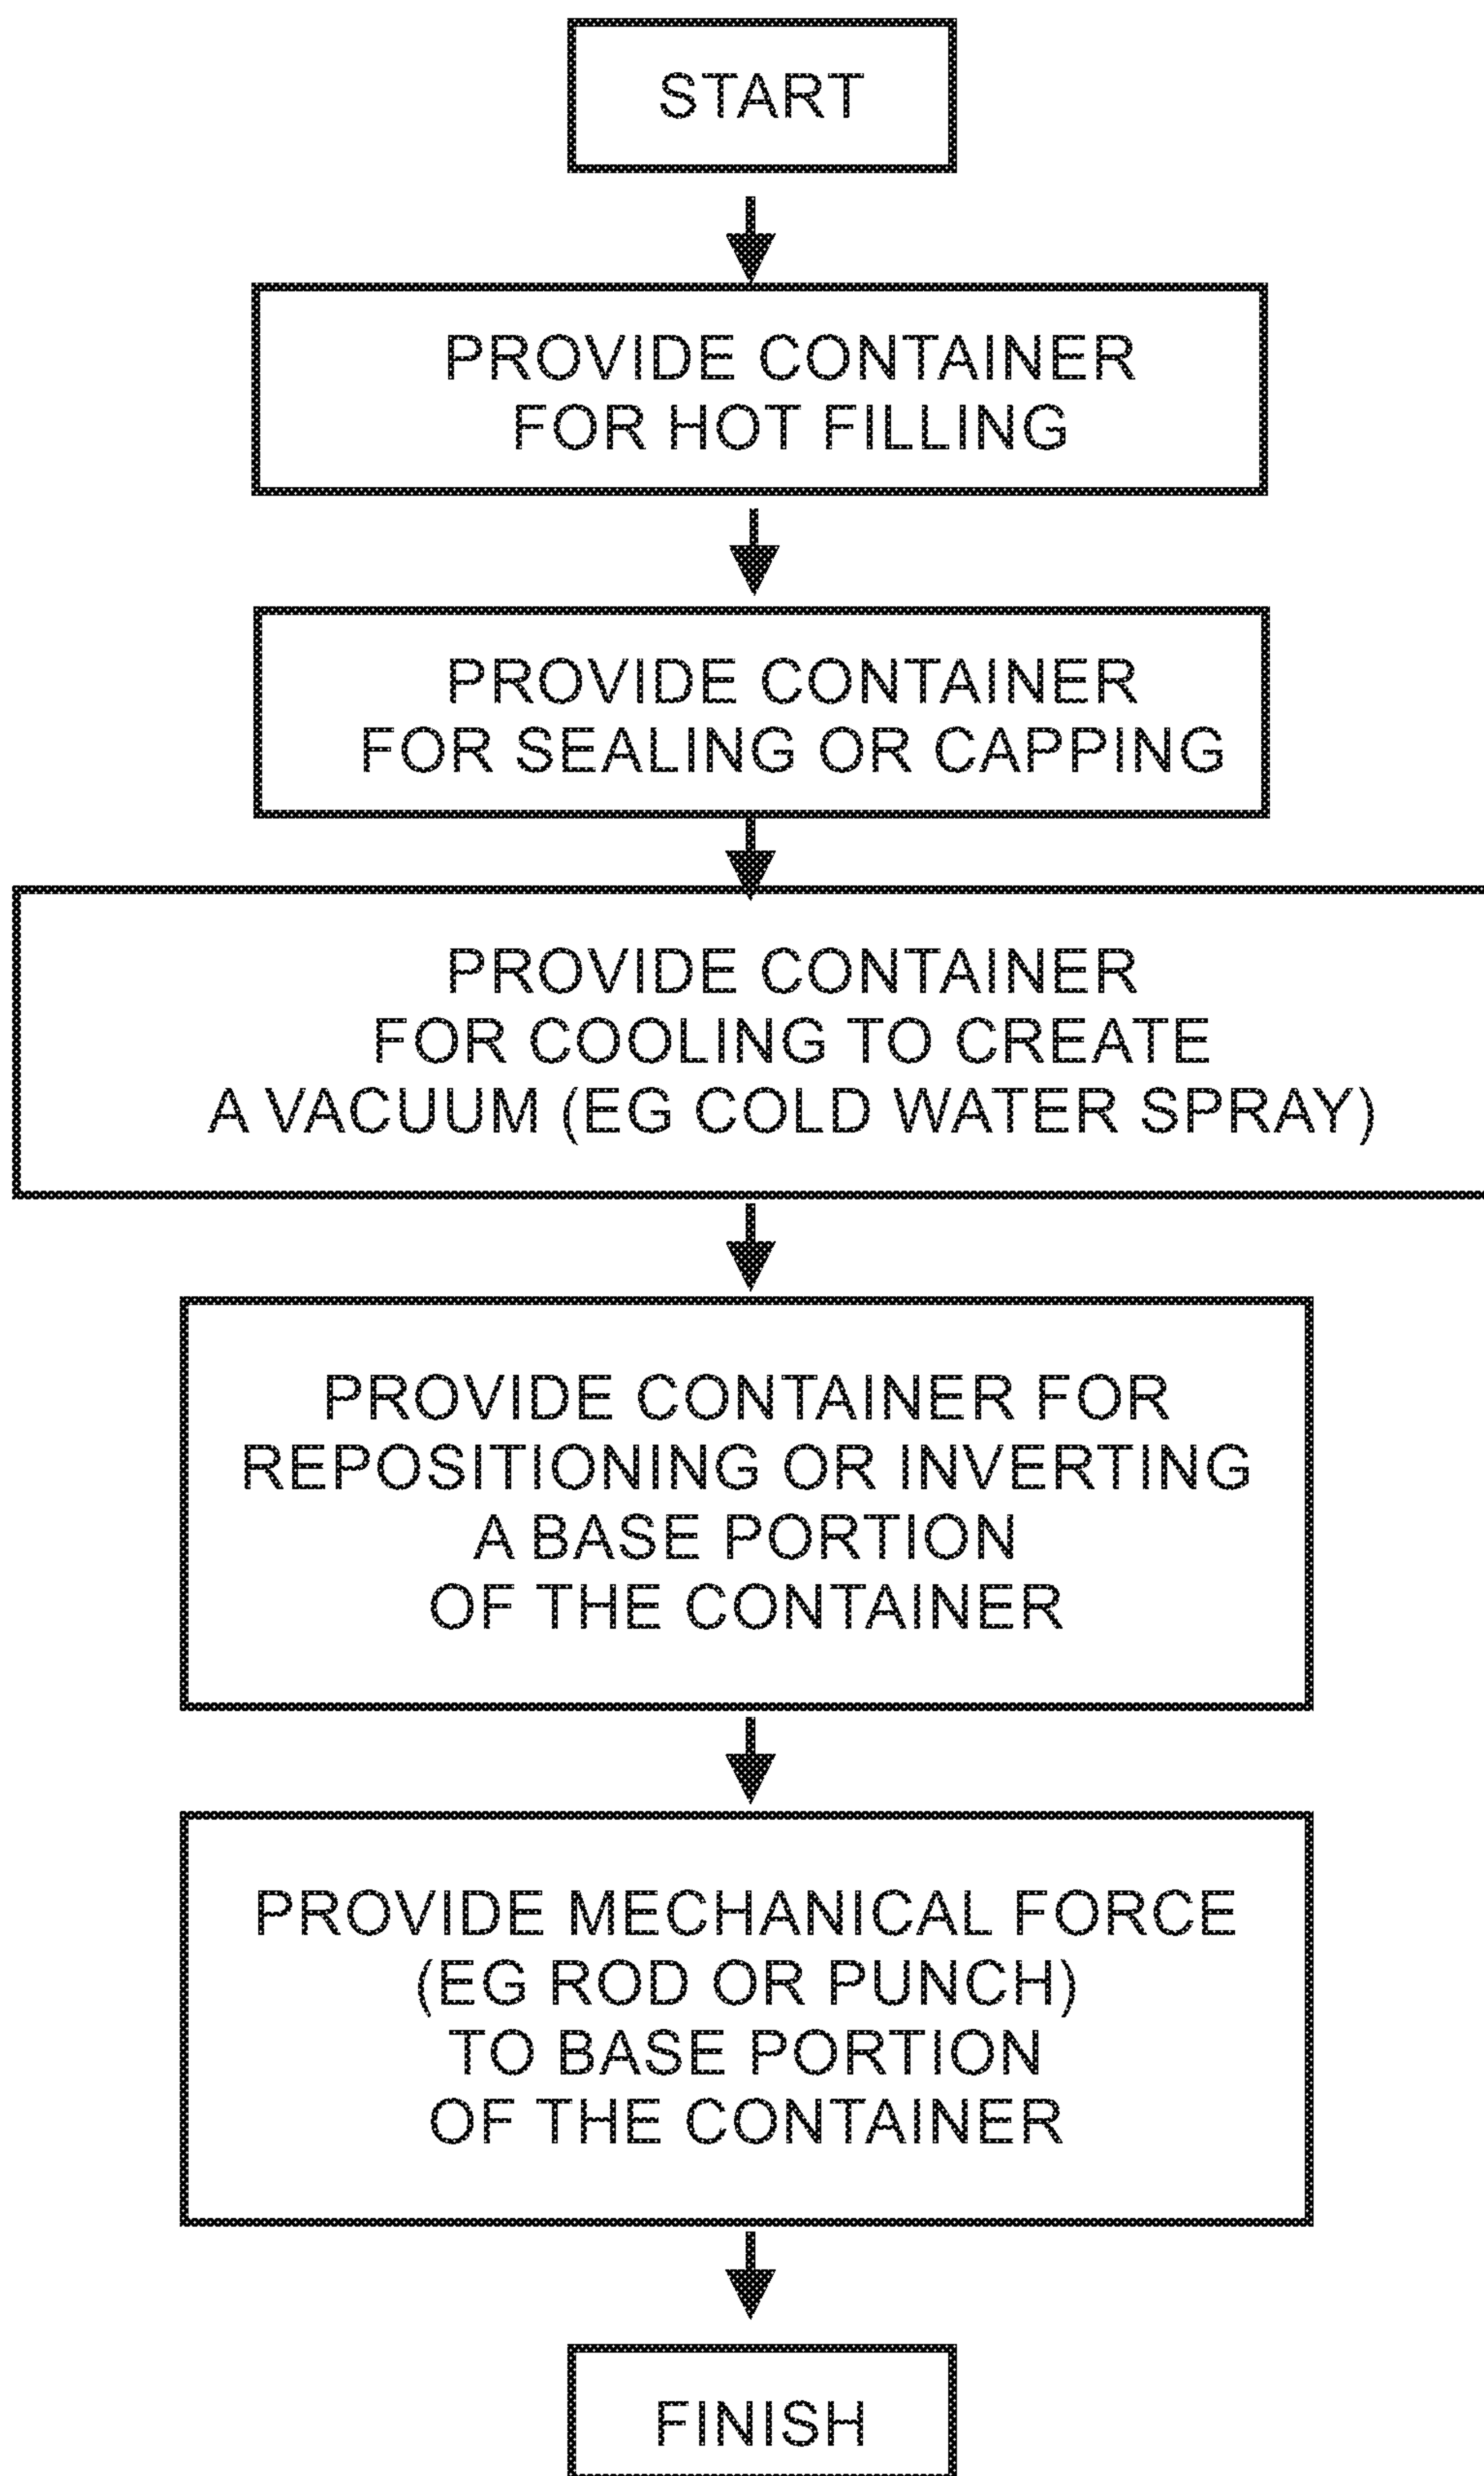 START
PROVIDE CONTAINER
FOR HOT FILLING
PROVIDE CONTAINER
FOR SEALING OR CAPPING
PROVIDE CONTAINER
FOR COOLING TO CREATE
A VACUUM (EG COLD WATER SPRAY)
PROVIDE CONTAINER FOR
REPOSITIONING OR INVERTING
A BASE PORTION
OF THE CONTAINER
PROVIDE MECHANICAL FORCE
(EG ROD OR PUNCH)
TO BASE PORTION
OF THE CONTAINER
FINISH